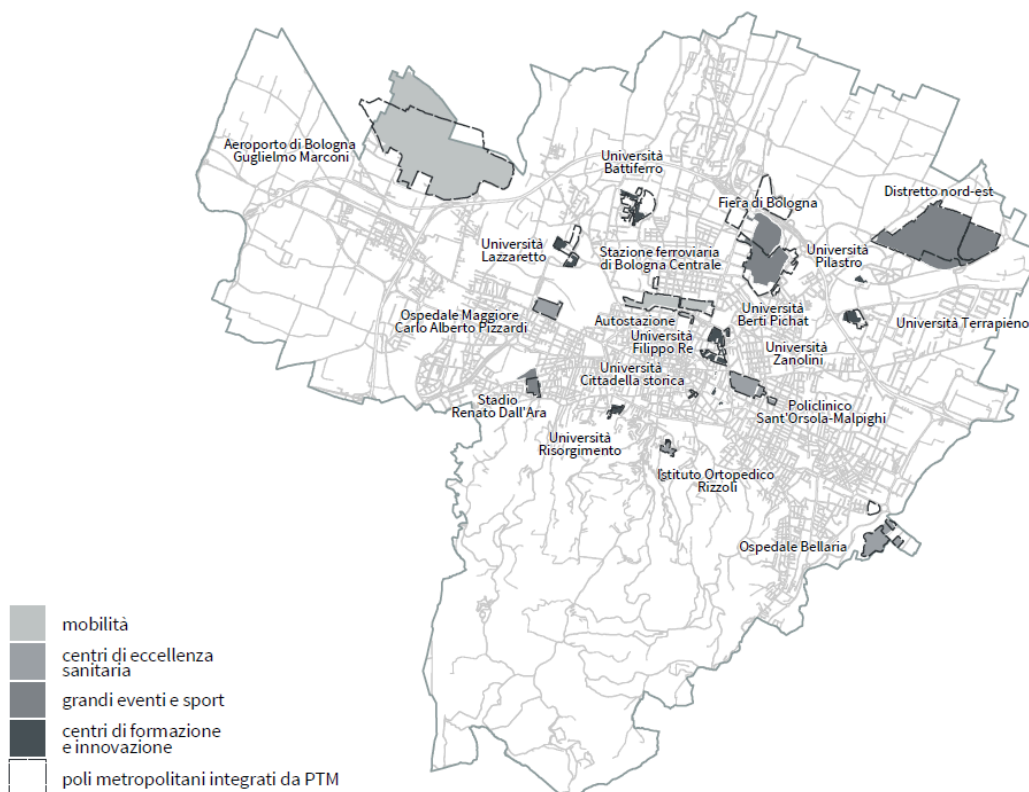 Aeroporto di Bologna
Guglielmo Marconi
Università
Battiferro
Fiera di Bologna
Distretto nord-est
Università
Lazzaretto
Stazione ferroviaria
di Bologna Centrale
Università
Pilastro
Ospedale Maggiore
Carlo Alberto Pizzardi
Autostazione
Università
Berti Pichat
Università Terrapieno
Università
Filippo Re
Università
Zanolini
Università
Cittadella storica
Stadio
Renato Dall'Ara
Policlinico
Sant'Orsola-Malpighi
Università
Risorgimento
Istituto Ortopedico
Rizzoli
Ospedale Bellaria
mobilità
centri di eccellenza
sanitaria
grandi eventi e sport
centri di formazione
e innovazione
poli metropolitani integrati da PTM